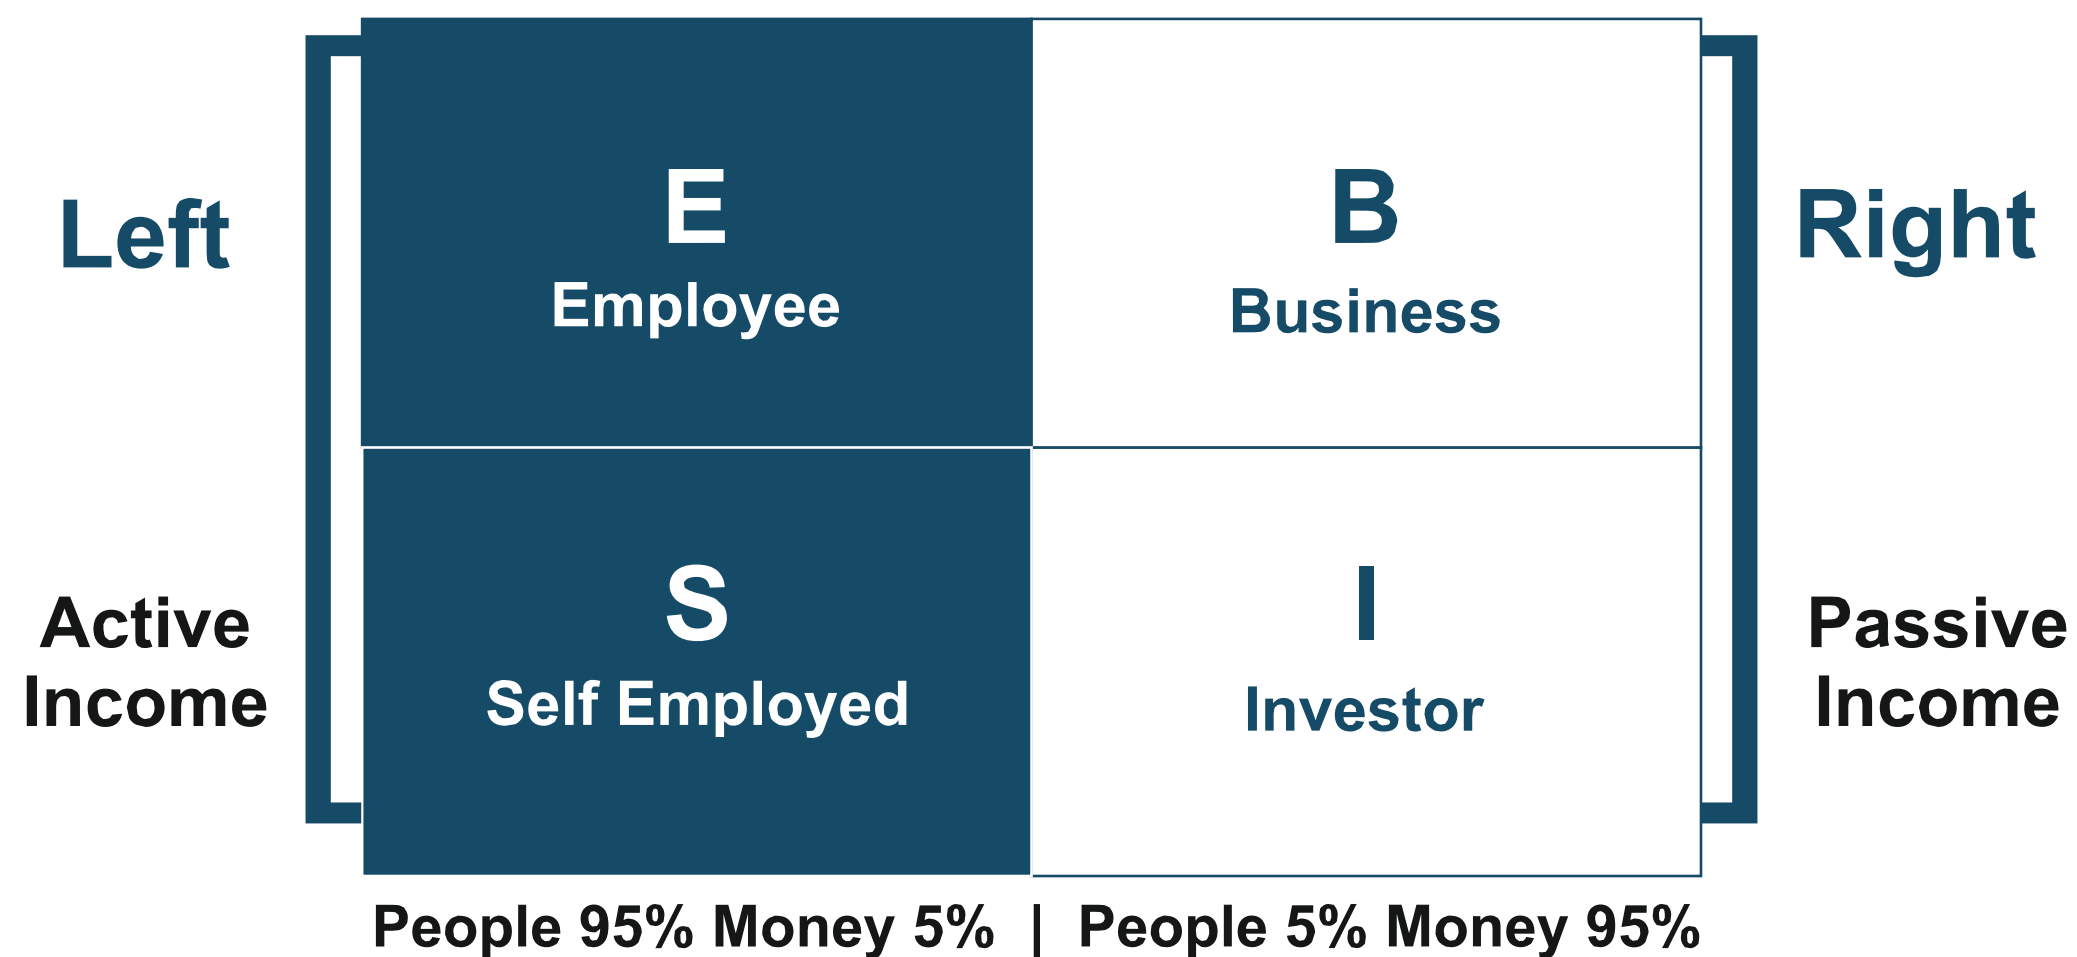 Left
E
Employee
B
Business
Right
Active
Income
S
Self Employed
I
Investor
Passive
Income
People 95% Money 5% | People 5% Money 95%